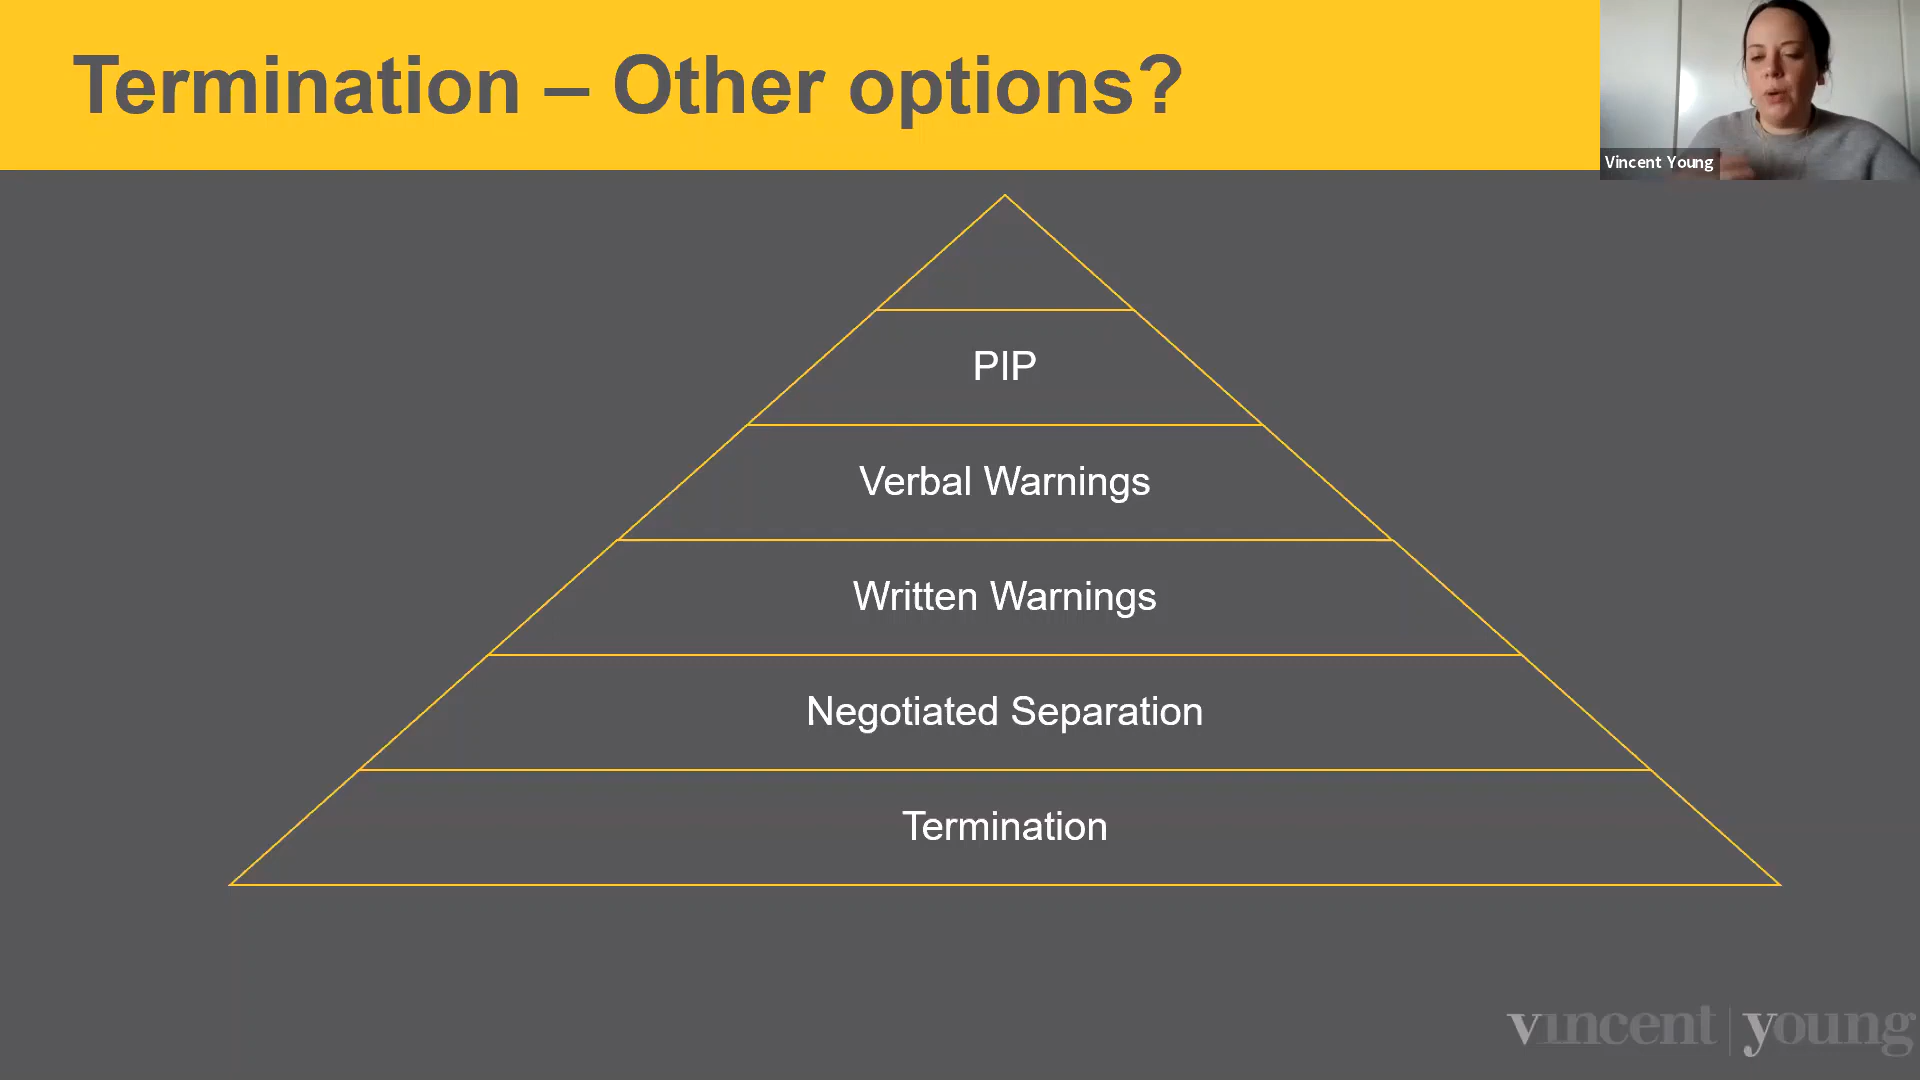 Termination – Other options?
Vincent Young
PIP
Verbal Warnings
Written Warnings
Negotiated Separation
Termination
vincent young